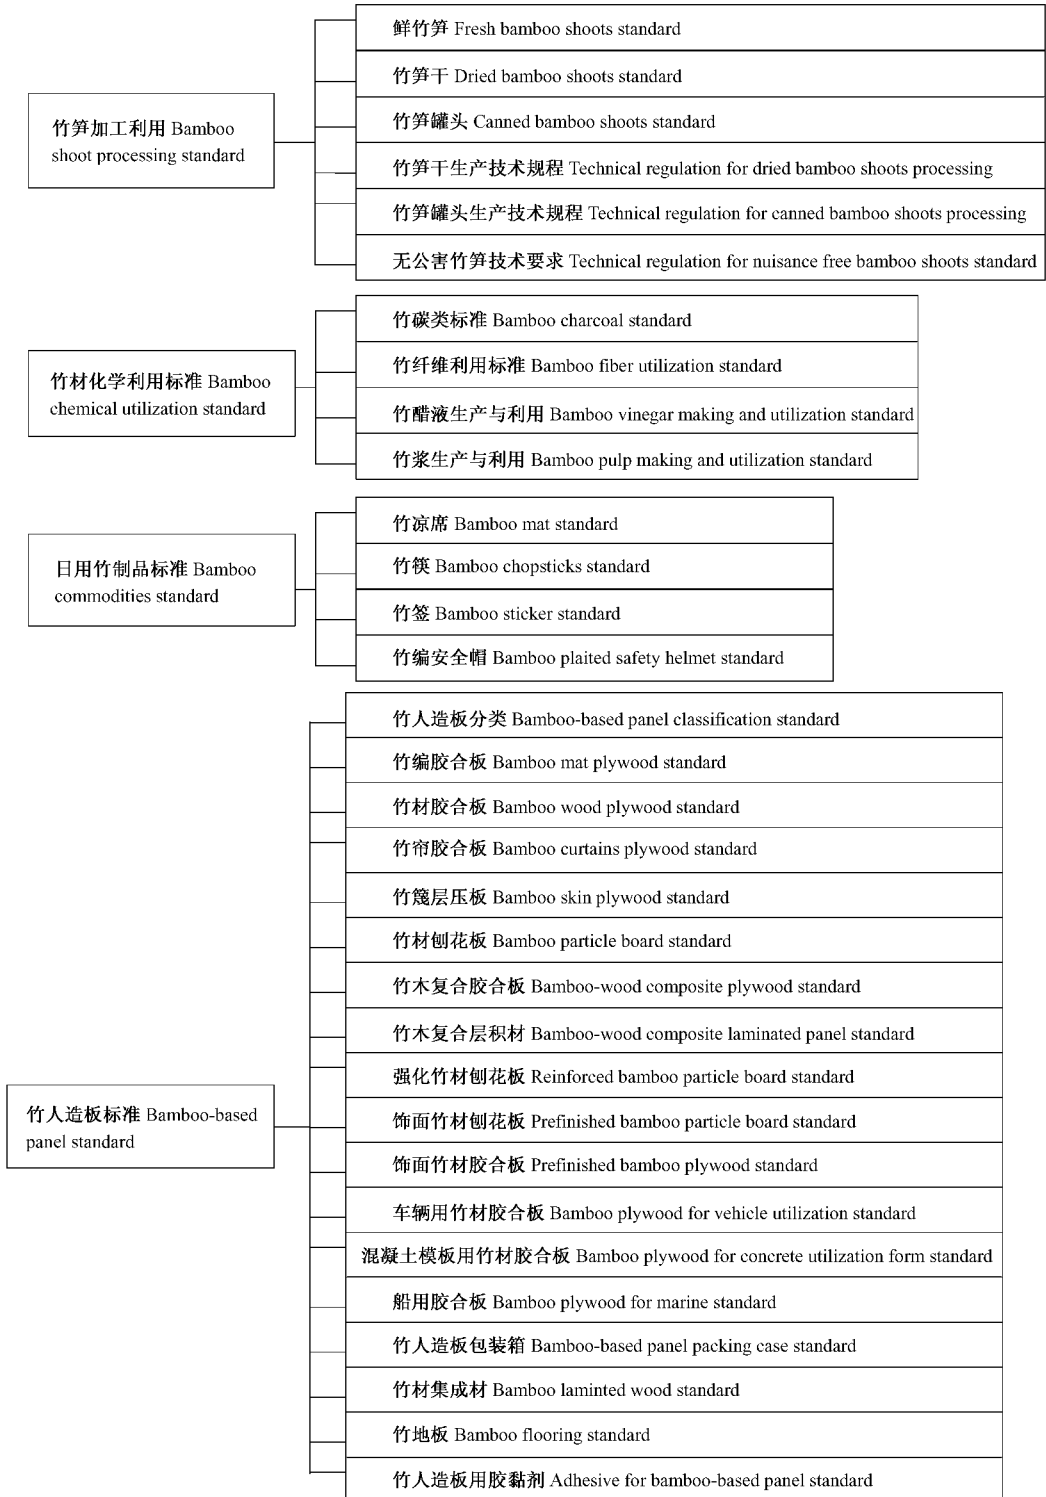 竹笋加工利用 Bamboo
shoot processing standard
鲜竹笋 Fresh bamboo shoots standard
竹笋干 Dried bamboo shoots standard
竹笋罐头 Canned bamboo shoots standard
竹笋干生产技术规程 Technical regulation for dried bamboo shoots processing
竹笋罐头生产技术规程 Technical regulation for canned bamboo shoots processing
无公害竹笋技术要求 Technical regulation for nuisance free bamboo shoots standard
竹材化学利用标准 Bamboo
chemical utilization standard
竹碳类标准 Bamboo charcoal standard
竹纤维利用标准 Bamboo fiber utilization standard
竹醋液生产与利用 Bamboo vinegar making and utilization standard
竹浆生产与利用 Bamboo pulp making and utilization standard
日用竹制品标准 Bamboo
commodities standard
竹凉席 Bamboo mat standard
竹筷 Bamboo chopsticks standard
竹签 Bamboo sticker standard
竹编安全帽 Bamboo plaited safety helmet standard
竹人造板标准 Bamboo-based
panel standard
竹人造板分类 Bamboo-based panel classification standard
竹编胶合板 Bamboo mat plywood standard
竹材胶合板 Bamboo wood plywood standard
竹帘胶合板 Bamboo curtains plywood standard
竹篾层压板 Bamboo skin plywood standard
竹材刨花板 Bamboo particle board standard
竹木复合胶合板 Bamboo-wood composite plywood standard
竹木复合层积材 Bamboo-wood composite laminated panel standard
强化竹材刨花板 Reinforced bamboo particle board standard
饰面竹材刨花板 Prefinished bamboo particle board standard
饰面竹材胶合板 Prefinished bamboo plywood standard
车辆用竹材胶合板 Bamboo plywood for vehicle utilization standard
混凝土模板用竹材胶合板 Bamboo plywood for concrete utilization form standard
船用胶合板 Bamboo plywood for marine standard
竹人造板包装箱 Bamboo-based panel packing case standard
竹材集成材 Bamboo laminted wood standard
竹地板 Bamboo flooring standard
竹人造板用胶黏剂 Adhesive for bamboo-based panel standard